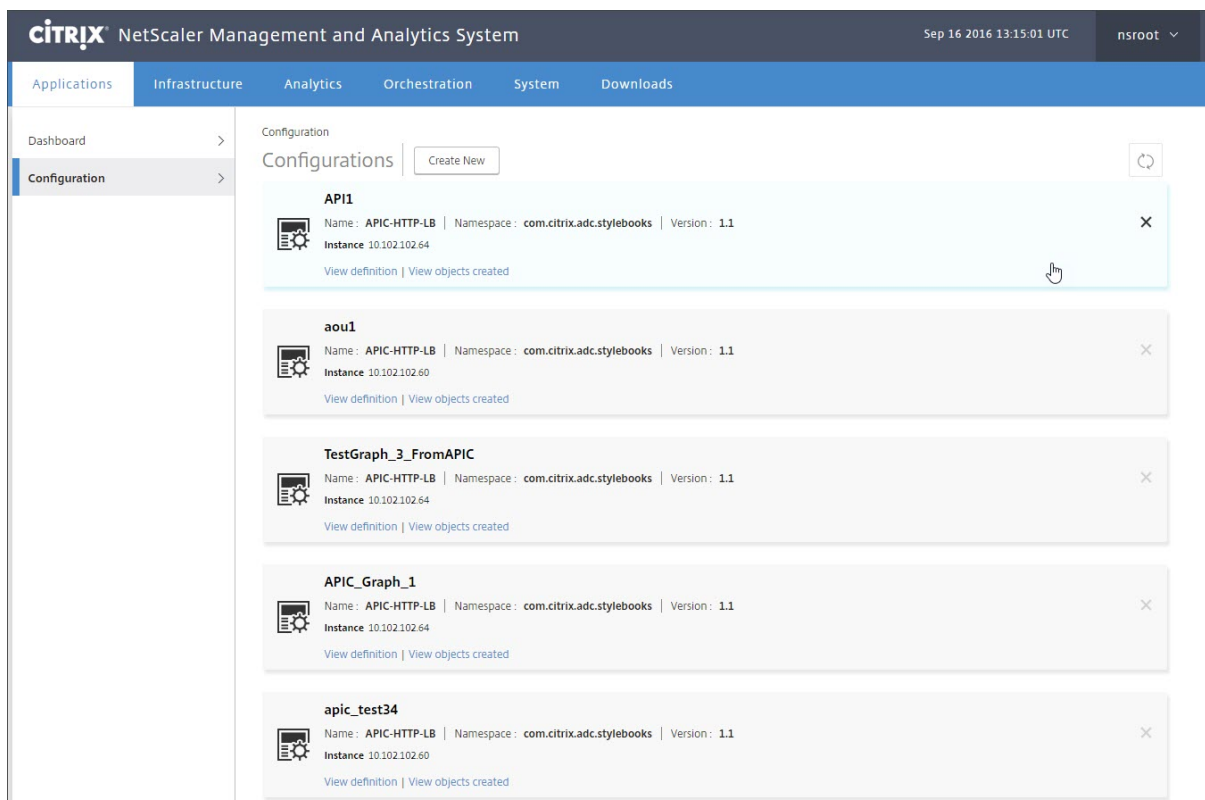 CİTRIX NetScaler Management and Analytics System Sep 16 2016 13:15:01 UTC nsroot
Applications Infrastructure Analytics Orchestration System Downloads
Dashboard
Configuration
Configuration
Configurations Create New
API1
Name : APIC-HTTP-LB | Namespace : com.citrix.adc.stylebooks | Version : 1.1
Instance 10.102.102.64
View definition | View objects created
aou1
Name : APIC-HTTP-LB | Namespace : com.citrix.adc.stylebooks | Version : 1.1
Instance 10.102.102.60
View definition | View objects created
TestGraph_3_FromAPIC
Name : APIC-HTTP-LB | Namespace : com.citrix.adc.stylebooks | Version : 1.1
Instance 10.102.102.64
View definition | View objects created
APIC_Graph_1
Name : APIC-HTTP-LB | Namespace : com.citrix.adc.stylebooks | Version : 1.1
Instance 10.102.102.64
View definition | View objects created
apic_test34
Name : APIC-HTTP-LB | Namespace : com.citrix.adc.stylebooks | Version : 1.1
Instance 10.102.102.60
View definition | View objects created